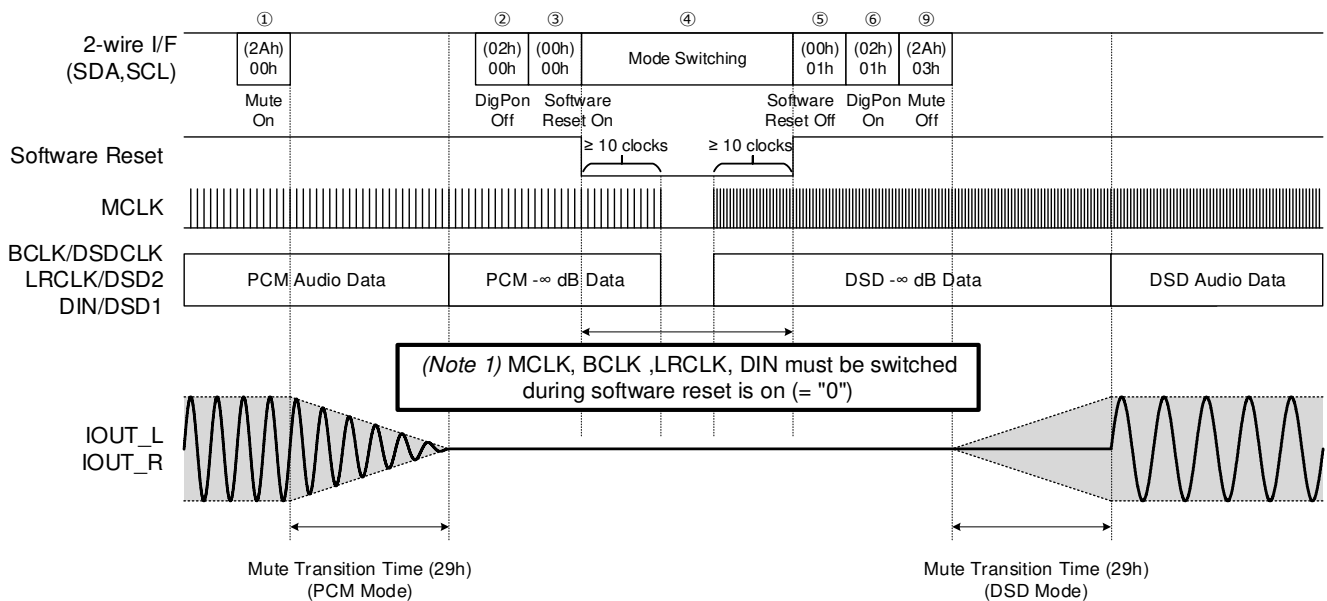 ① ② ③ ④ ⑤ ⑥ ⑨
2-wire I/F
(SDA,SCL)
(2Ah)
00h
(02h)
00h
(00h)
00h
Mode Switching
(00h)
01h
(02h)
01h
(2Ah)
03h
Mute
On
DigPon
Off
Software
Reset On
Software
Reset Off
DigPon
On
Mute
Off
Software Reset
≥ 10 clocks
≥ 10 clocks
MCLK
BCLK/DSDCLK
LRCLK/DSD2
DIN/DSD1
PCM Audio Data
PCM -∞ dB Data
DSD -∞ dB Data
DSD Audio Data
(Note 1) MCLK, BCLK ,LRCLK, DIN must be switched
during software reset is on (= "0")
IOUT_L
IOUT_R
Mute Transition Time (29h)
(PCM Mode)
Mute Transition Time (29h)
(DSD Mode)